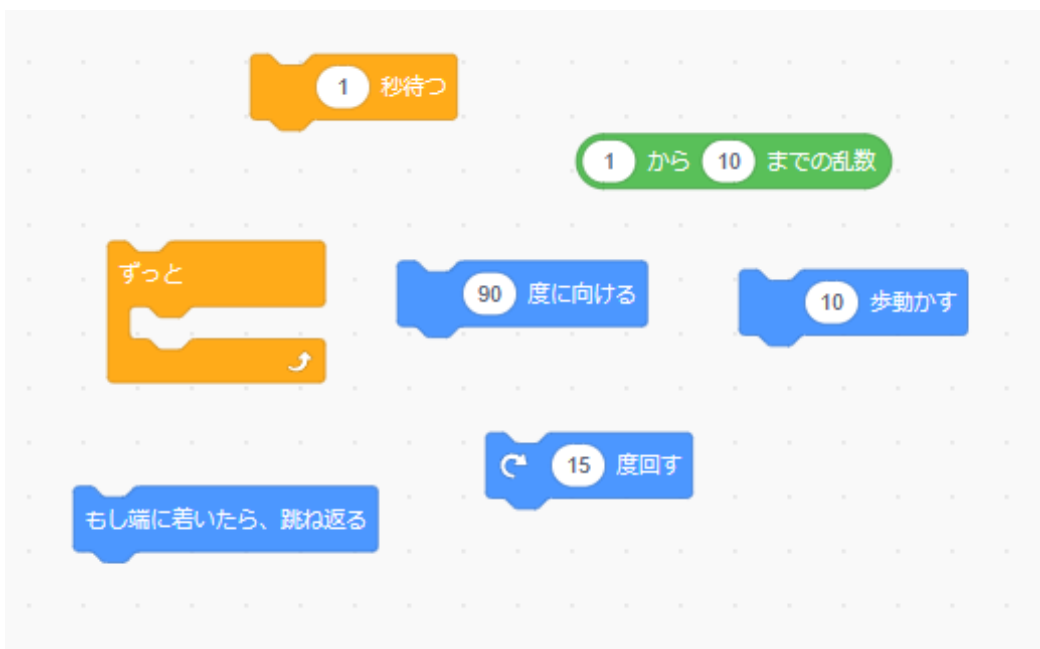 1 秒待つ
1 から 10 までの乱数
ずっと
90 度に向ける
10 歩動かす
15 度回す
もし端に着いたら、跳ね返る